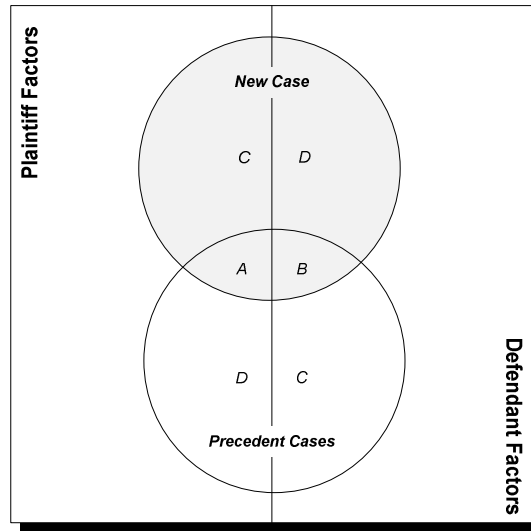 Plaintiff Factors
New Case
C D
A B
D C
Precedent Cases
Defendant Factors